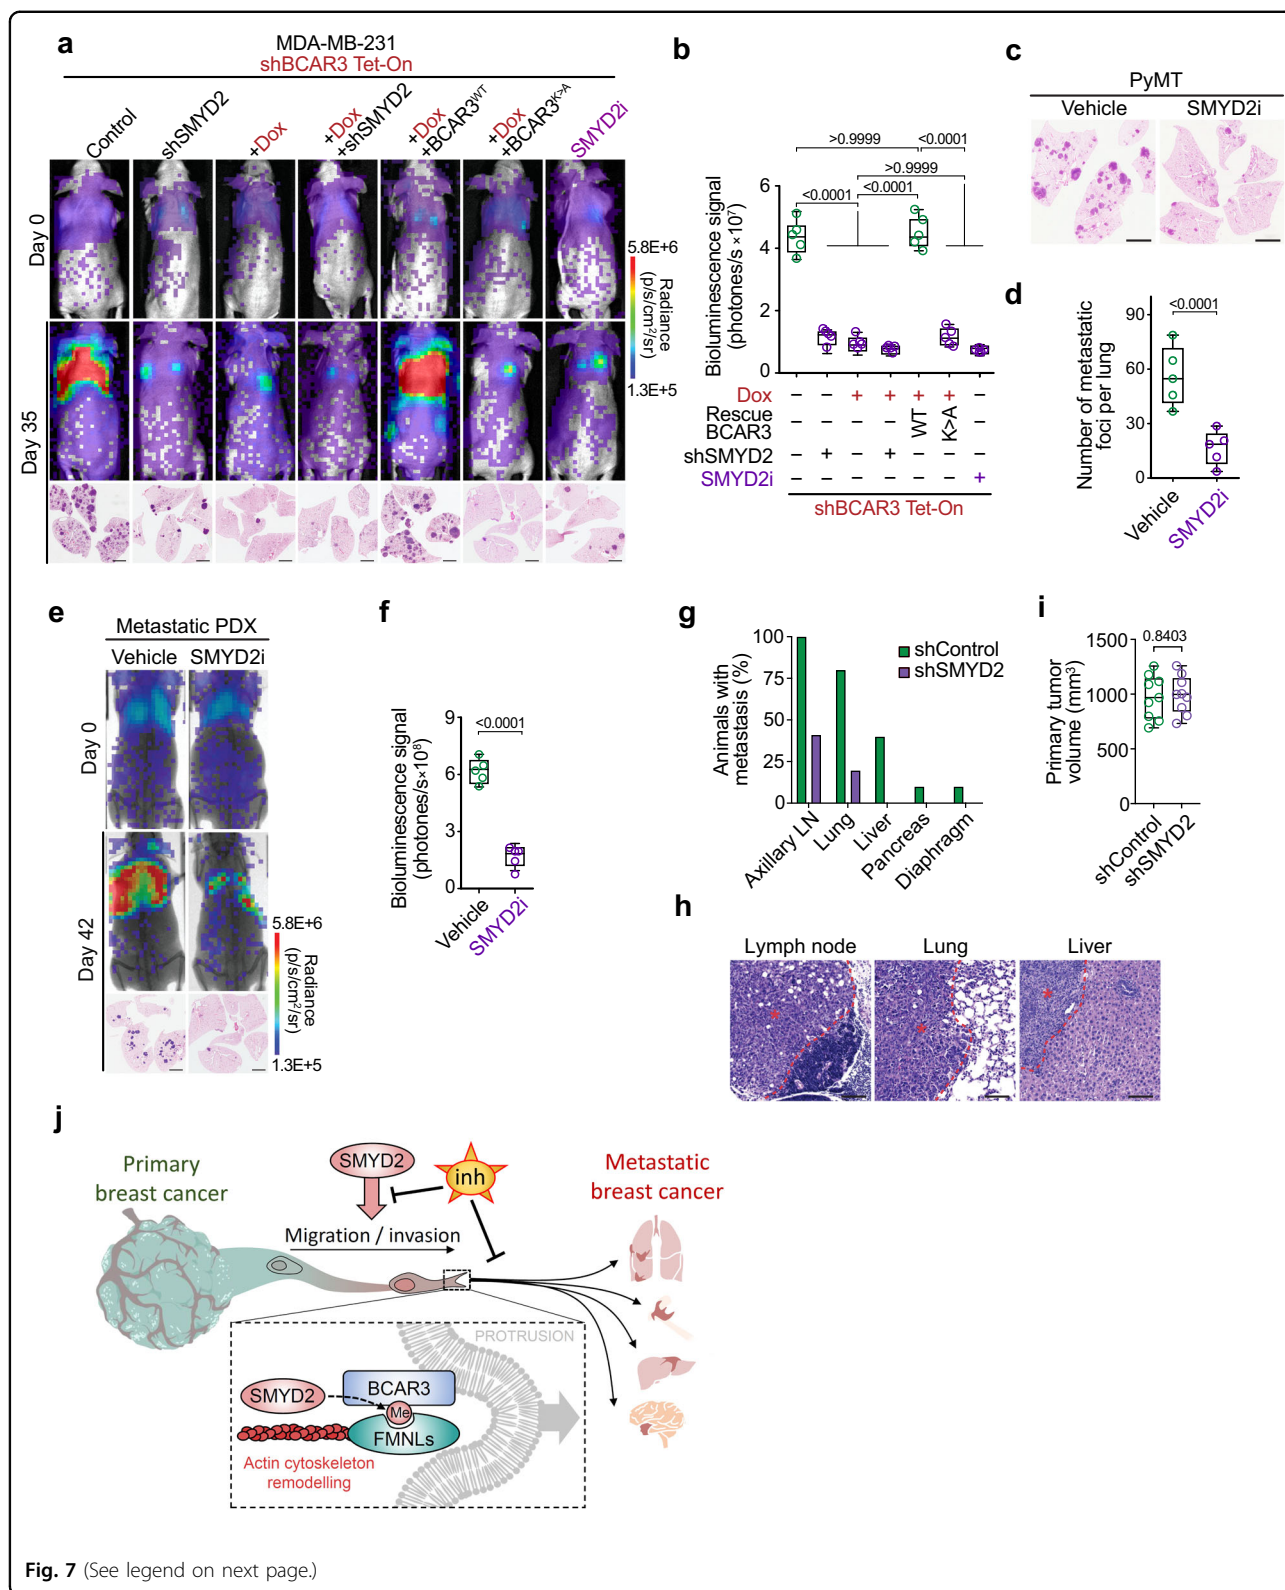 a
MDA-MB-231
shBCAR3 Tet-On
Control
shSMYD2
+Dox
+Dox
+shSMYD2
+Dox
+BCAR3WT
+Dox
+BCAR3K>A
SMYD2i
Day 0
Day 35
5.8E+6
Radiance
(p/s/cm²/sr)
1.3E+5
b
>0.9999
<0.0001
>0.9999
<0.0001
<0.0001
Bioluminescence signal
(photones/s ×10⁷)
6
4
2
0
Dox – – + + + + –
Rescue
BCAR3 – – – – WT K>A –
shSMYD2 – + – + – – –
SMYD2i – – – – – – +
shBCAR3 Tet-On
c
PyMT
Vehicle SMYD2i
d
<0.0001
Number of metastatic
foci per lung
90
60
30
0
Vehicle
SMYD2i
e
Metastatic PDX
Vehicle SMYD2i
Day 0
Day 42
5.8E+6
Radiance
(p/s/cm²/sr)
1.3E+5
f
<0.0001
Bioluminescence signal
(photones/s×10⁸)
9
6
3
0
Vehicle
SMYD2i
g
Animals with
metastasis (%)
100
75
50
25
0
shControl
shSMYD2
Axillary LN
Lung
Liver
Pancreas
Diaphragm
h
Lymph node Lung Liver
*
*
*
i
0.8403
Primary tumor
volume (mm³)
1500
1000
500
0
shControl
shSMYD2
j
Primary
breast cancer
SMYD2
inh
Migration / invasion
Metastatic
breast cancer
PROTRUSION
SMYD2
BCAR3
Me
FMNLs
Actin cytoskeleton
remodelling
Fig. 7 (See legend on next page.)